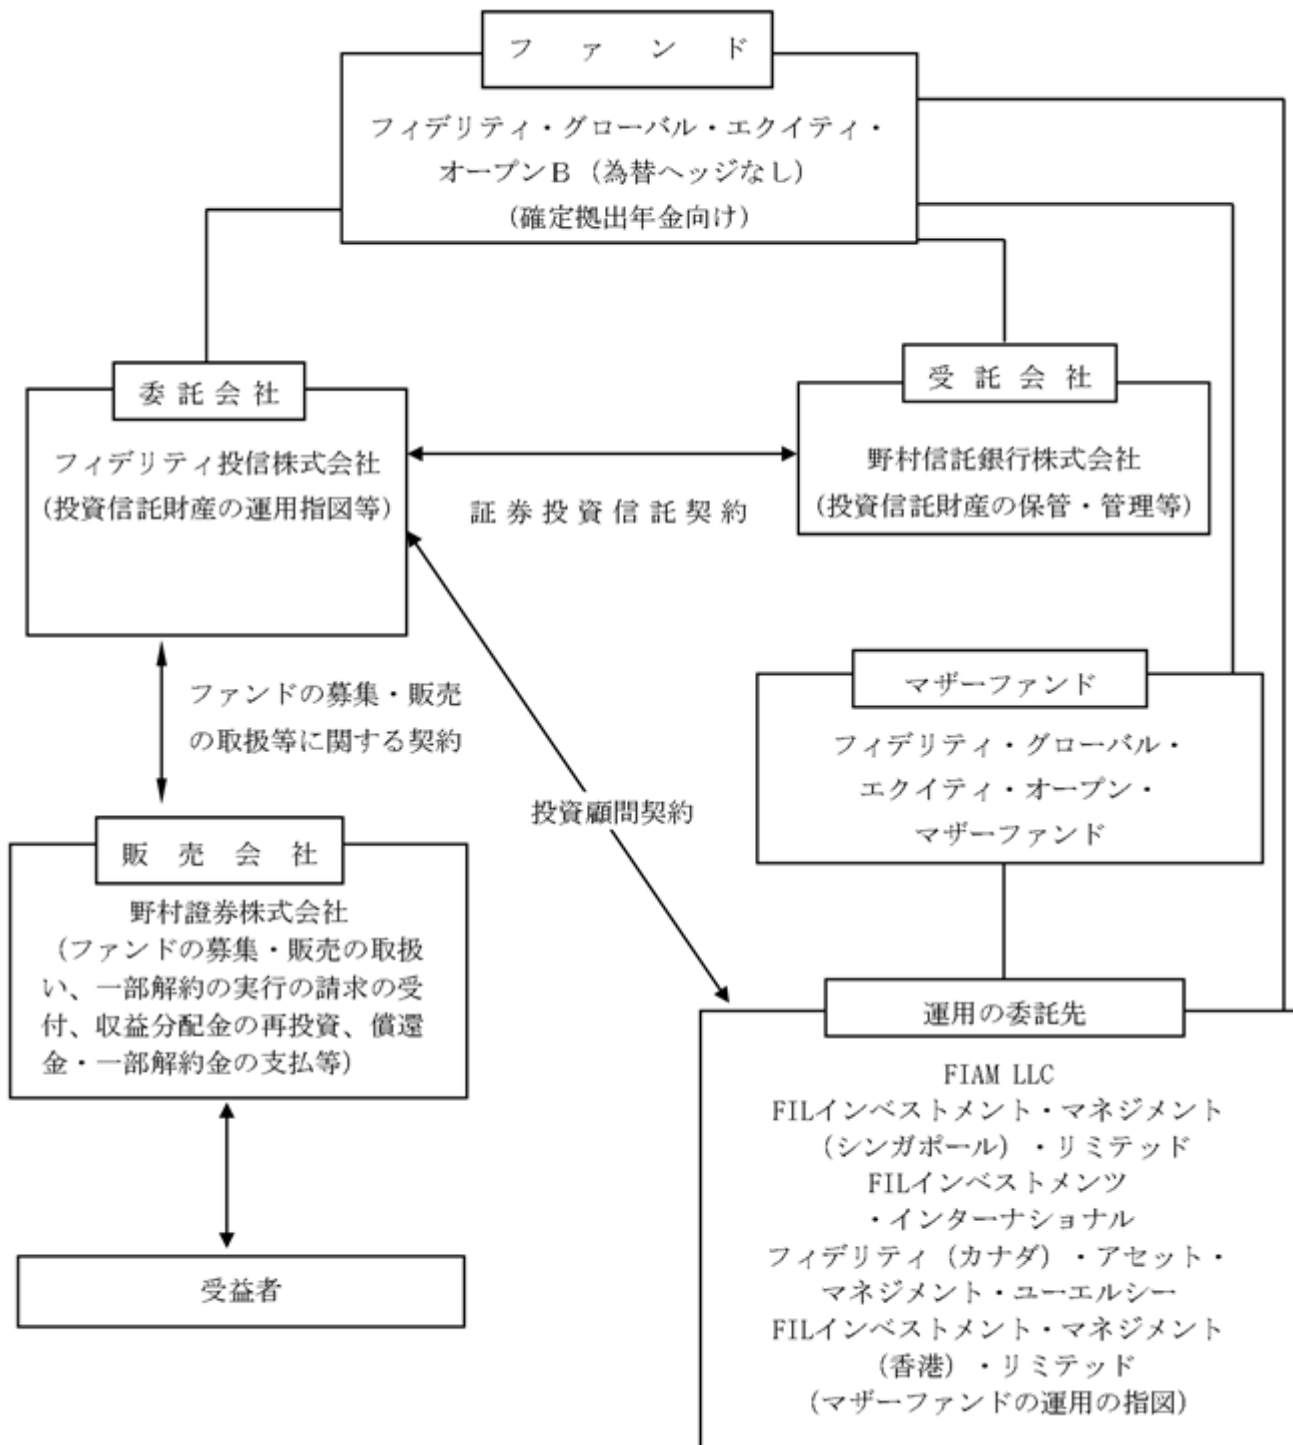 ファンド
フィデリティ・グローバル・エクイティ・
オープンB（為替ヘッジなし）
(確定拠出年金向け)
委託会社
フィデリティ投信株式会社
(投資信託財産の運用指図等)
証券投資信託契約
受託会社
野村信託銀行株式会社
(投資信託財産の保管・管理等)
ファンドの募集・販売
の取扱等に関する契約
投資顧問契約
マザーファンド
フィデリティ・グローバル・
エクイティ・オープン・
マザーファンド
販売会社
野村證券株式会社
（ファンドの募集・販売の取扱
い、一部解約の実行の請求の受
付、収益分配金の再投資、償還
金・一部解約金の支払等）
受益者
運用の委託先
FIAM LLC
FILインベストメント・マネジメント
（シンガポール）・リミテッド
FILインベストメンツ
・インターナショナル
フィデリティ（カナダ）・アセット・
マネジメント・ユーエルシー
FILインベストメント・マネジメント
（香港）・リミテッド
(マザーファンドの運用の指図)